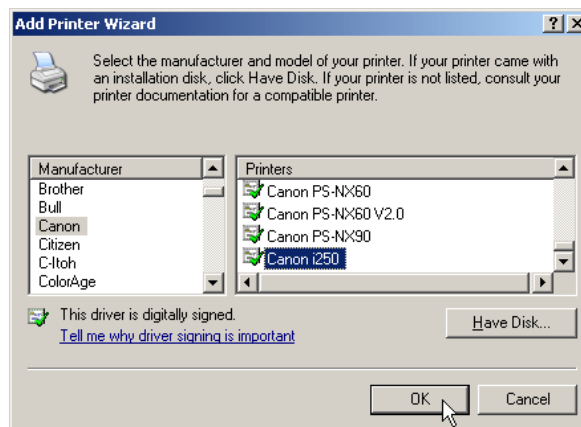 Add Printer Wizard
Select the manufacturer and model of your printer. If your printer came with
an installation disk, click Have Disk. If your printer is not listed, consult your
printer documentation for a compatible printer.
Manufacturer
Brother
Bull
Canon
Citizen
C-Itoh
ColorAge
Printers
Canon PS-NX60
Canon PS-NX60 V2.0
Canon PS-NX90
Canon i250
This driver is digitally signed.
Tell me why driver signing is important
Have Disk...
OK
Cancel